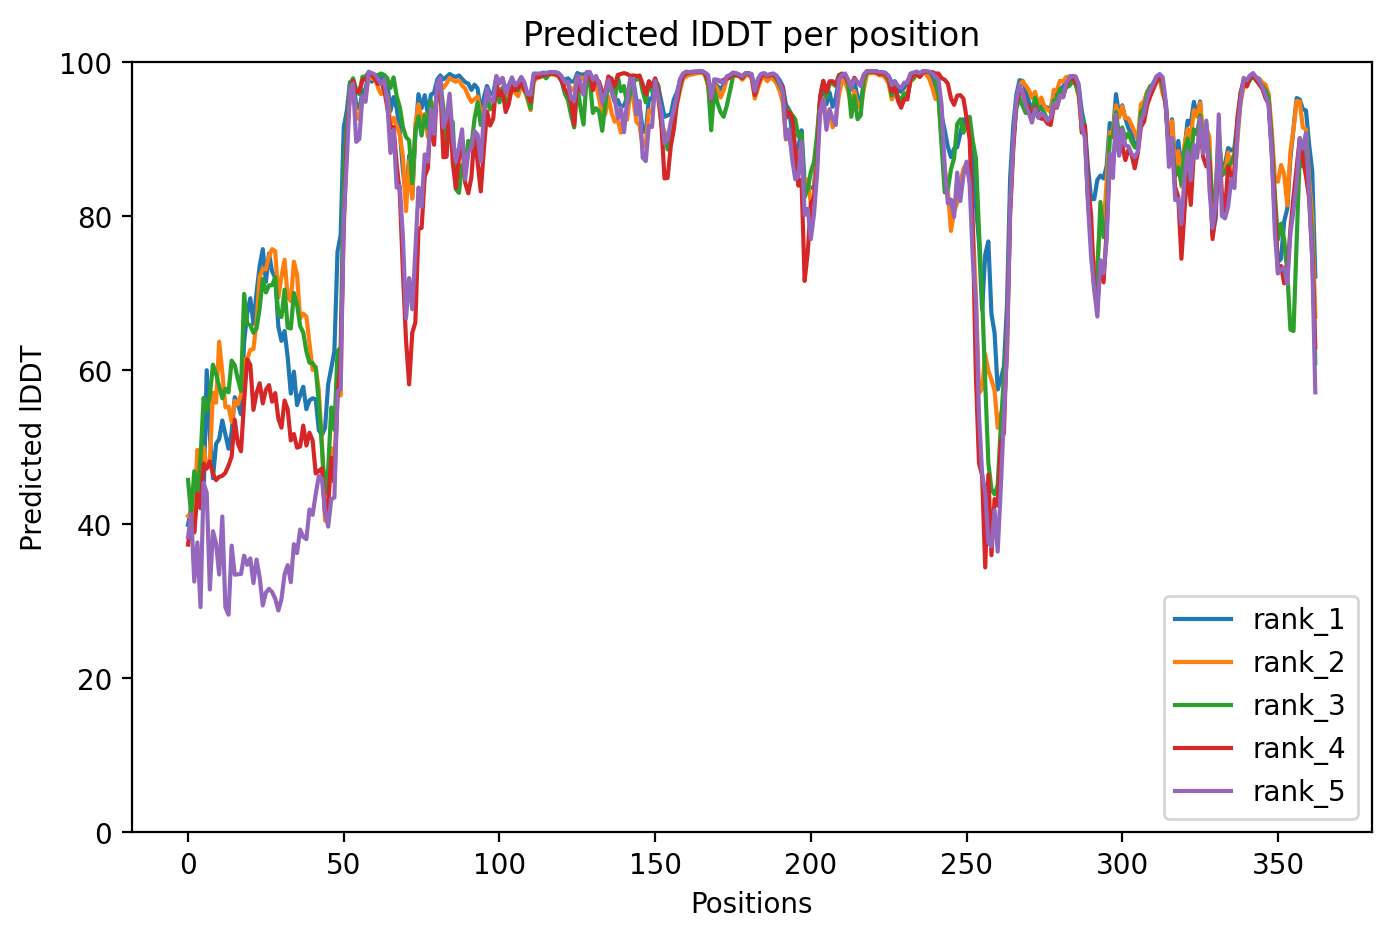 Predicted lDDT per position
100
80
60
40
20
0
Predicted lDDT
0 50 100 150 200 250 300 350
Positions
rank_1
rank_2
rank_3
rank_4
rank_5